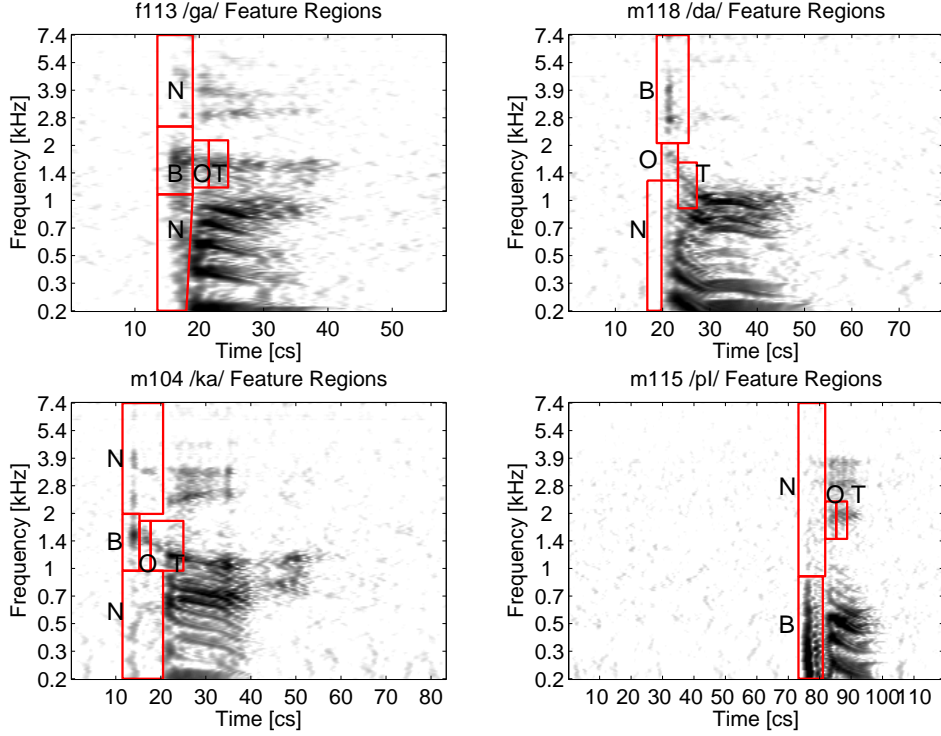 f113 /ga/ Feature Regions
7.4
5.4
3.9
2.8
2
1.4
1
0.7
0.5
0.3
0.2
Frequency [kHz]
N
B
O
T
N
10
20
30
40
50
Time [cs]
m118 /da/ Feature Regions
7.4
5.4
3.9
2.8
2
1.4
1
0.7
0.5
0.3
0.2
Frequency [kHz]
B
O
T
N
10
20
30
40
50
60
70
Time [cs]
m104 /ka/ Feature Regions
7.4
5.4
3.9
2.8
2
1.4
1
0.7
0.5
0.3
0.2
Frequency [kHz]
N
B
O
T
N
10
20
30
40
50
60
70
80
Time [cs]
m115 /pI/ Feature Regions
7.4
5.4
3.9
2.8
2
1.4
1
0.7
0.5
0.3
0.2
Frequency [kHz]
N
O
T
B
10
20
30
40
50
60
70
80
90
100
110
Time [cs]